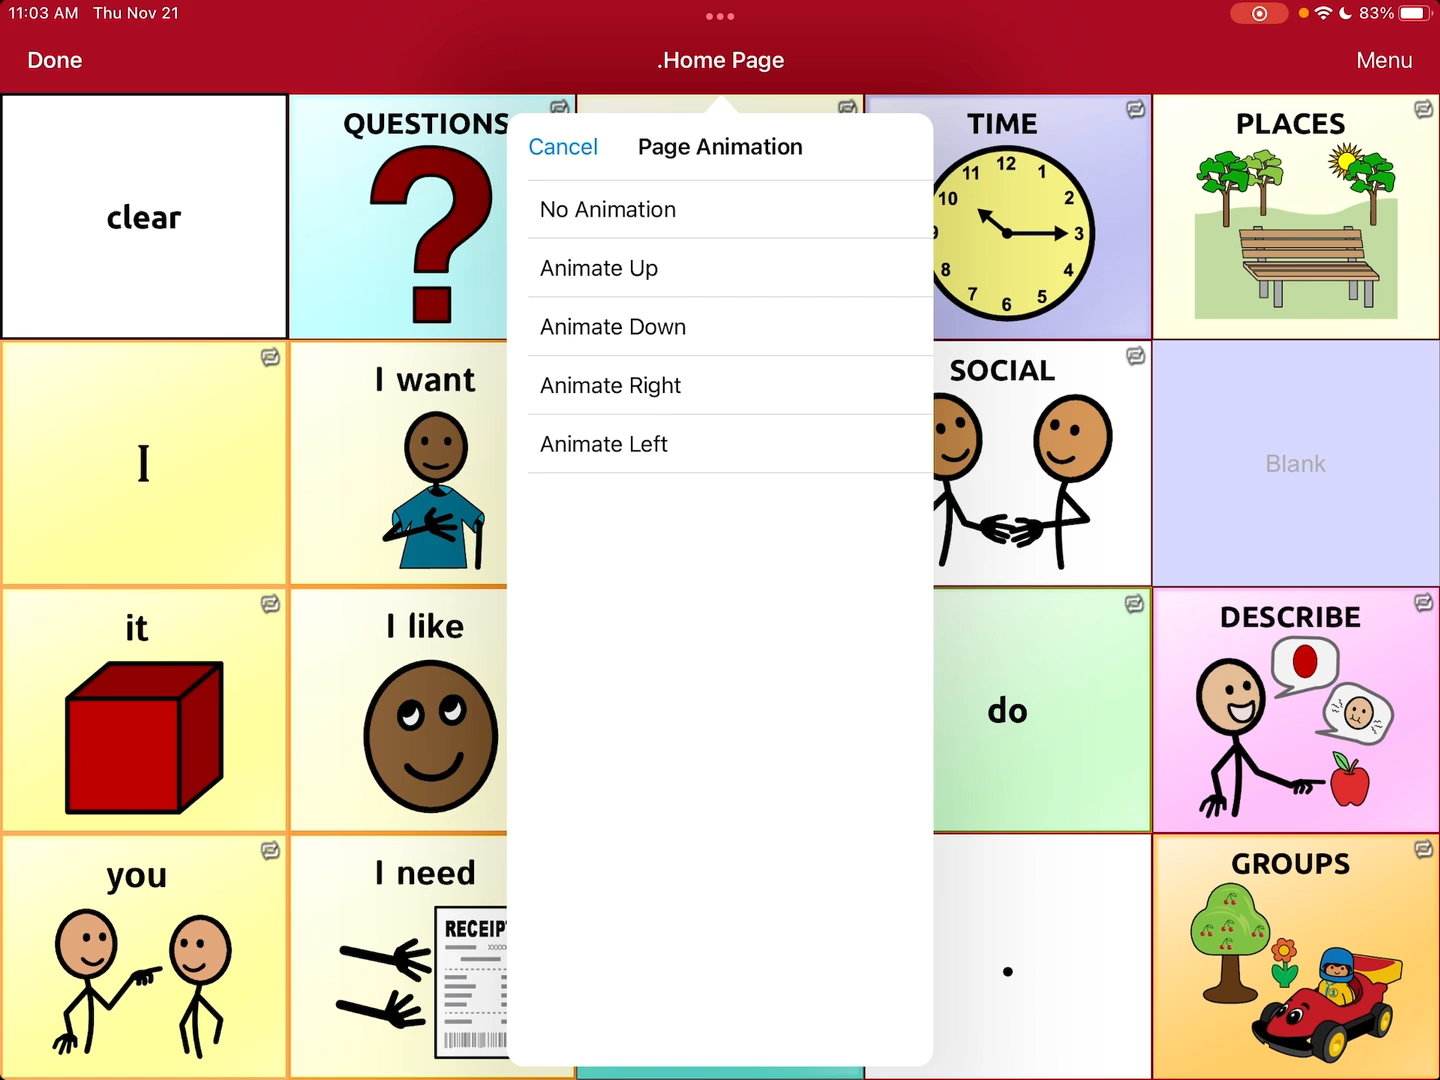 11:03 AM Thu Nov 21
83%
Done
.Home Page
Menu
clear
QUESTIONS
TIME
12
1
2
3
4
5
6
7
8
10
11
PLACES
Cancel
Page Animation
No Animation
Animate Up
Animate Down
Animate Right
Animate Left
I
I want
SOCIAL
Blank
it
I like
do
DESCRIBE
you
I need
RECEIP
.
GROUPS